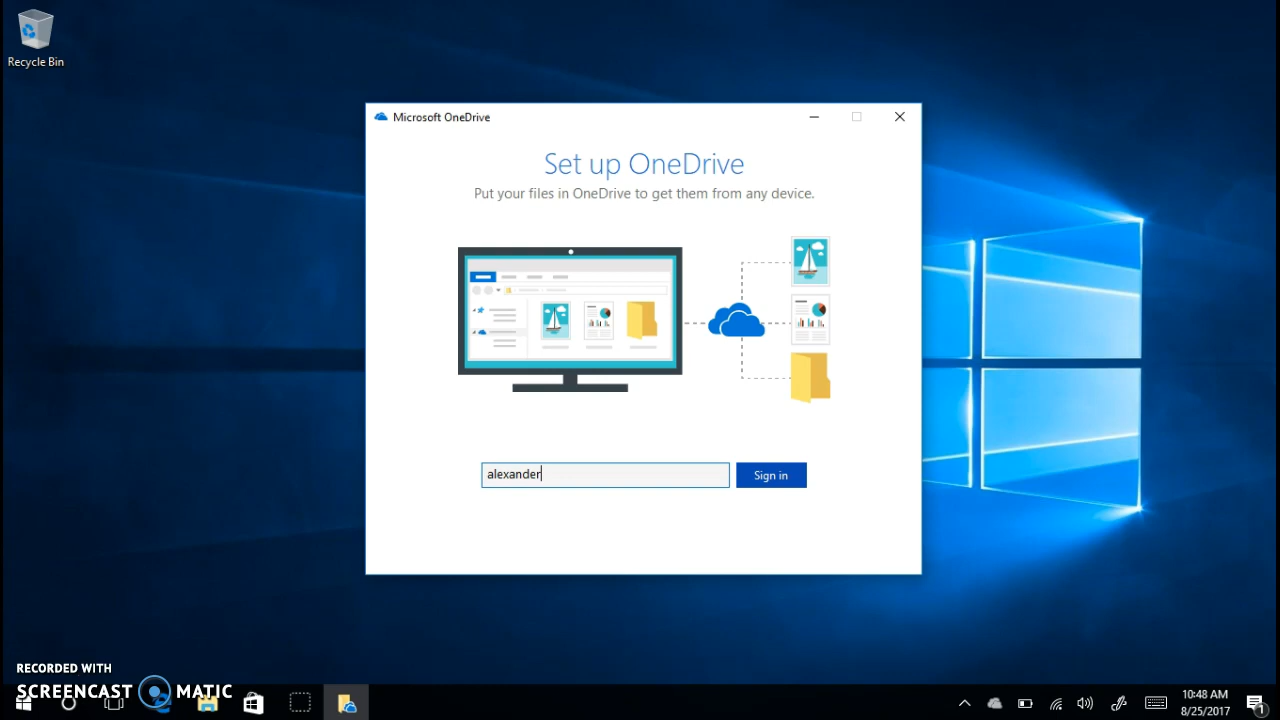 Recycle Bin
Microsoft OneDrive
Set up OneDrive
Put your files in OneDrive to get them from any device.
alexander
Sign in
RECORDED WITH
SCREENCAST MATIC
10:48 AM
8/25/2017
1